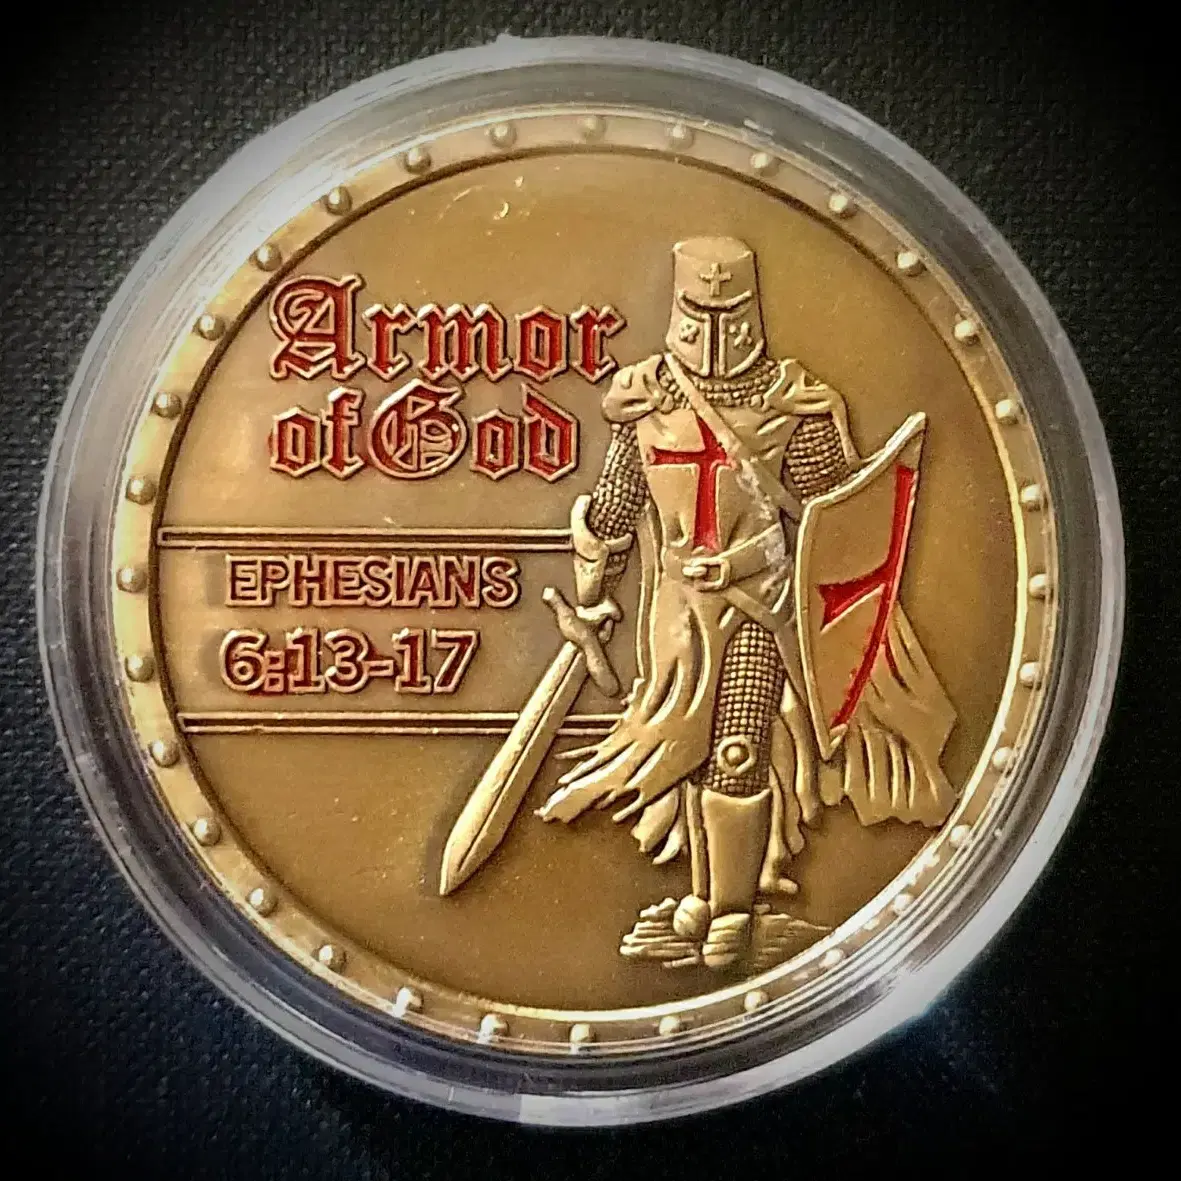 Armor
of God
EPHESIANS
6:13-17